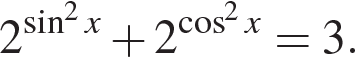 2^{\sin^2 x} + 2^{\cos^2 x} = 3.